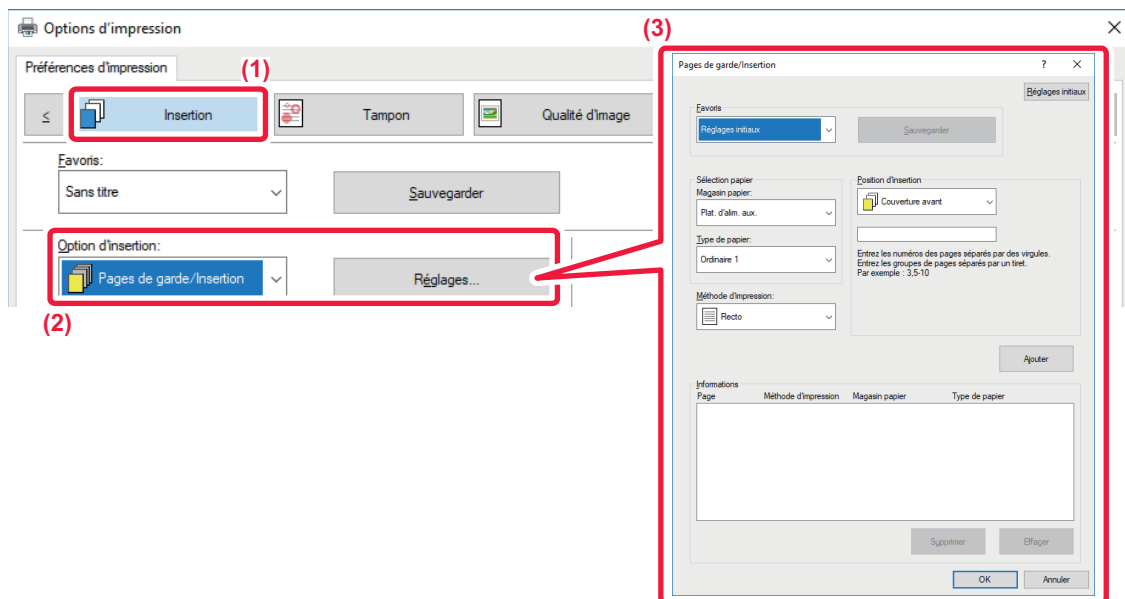 Options d'impression
Préférences d'impression
(1)
≤
Insertion
Tampon
Qualité d'image
Favoris:
Sans titre
Sauvegarder
Option d'insertion:
Pages de garde/Insertion
Réglages...
(2)
(3)
Pages de garde/Insertion
?
Réglages initiaux
Favoris
Réglages initiaux
Sauvegarder
Sélection papier
Magasin papier:
Plat. d'alim. aux.
Type de papier:
Ordinaire 1
Position d'insertion
Couverture avant
Entrez les numéros des pages séparés par des virgules.
Entrez les groupes de pages séparés par un tiret.
Par exemple : 3,5-10
Méthode d'impression:
Recto
Ajouter
Informations
Page Méthode d'impression Magasin papier Type de papier
Supprimer
Effacer
OK
Annuler